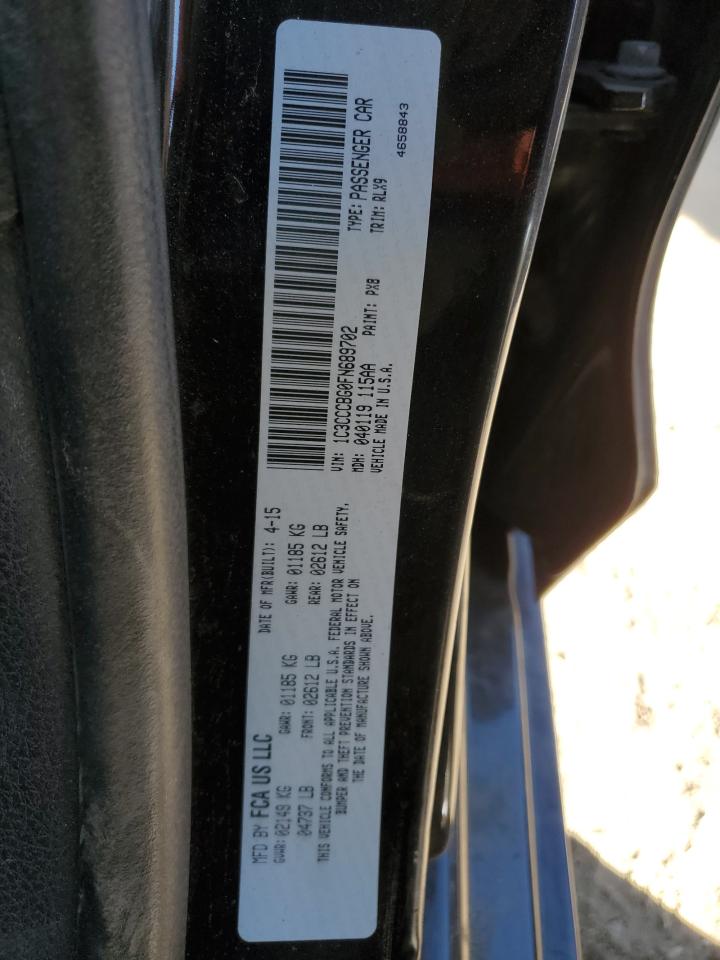 MFD BY FCA US LLC
DATE OF MFR(BUILT): 4-15
GVWR: 02149 KG
04737 LB
GAWR: 01185 KG
FRONT: 02612 LB
GAWR: 01185 KG
REAR: 02612 LB
THIS VEHICLE CONFORMS TO ALL APPLICABLE U.S.A. FEDERAL MOTOR VEHICLE SAFETY,
BUMPER AND THEFT PREVENTION STANDARDS IN EFFECT ON
THE DATE OF MANUFACTURE SHOWN ABOVE.
VIN: 1C3CCCBG0FN689702
TYPE: PASSENGER CAR
MDH: 040119 115AA
PAINT: PX8
TRIM: RLX9
VEHICLE MADE IN U.S.A.
4658843